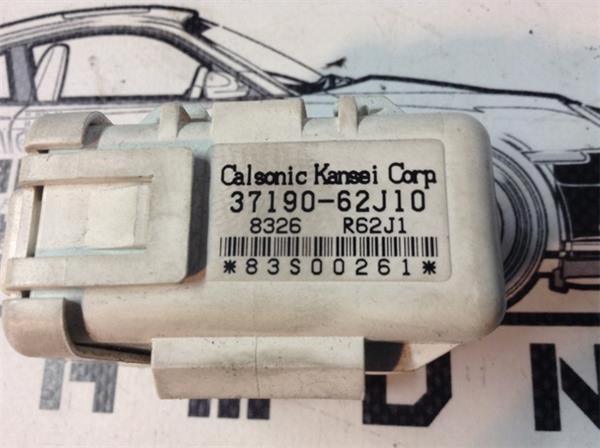 Calsonic Kansei Corp
37190-62J10
8326 R62J1
*83S00261*